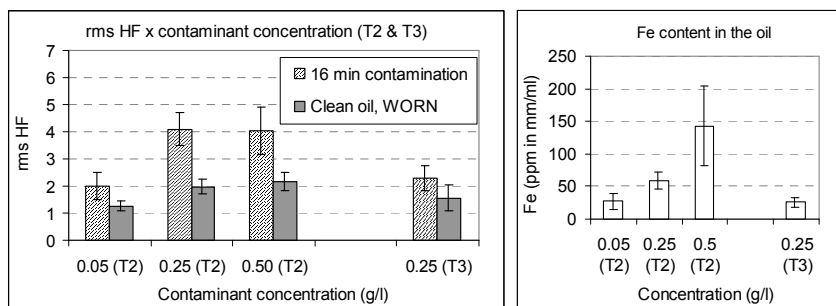 rms HF x contaminant concentration (T2 & T3)
7
6
5
4
3
2
1
0
rms HF
16 min contamination
Clean oil, WORN
0.05 (T2)
0.25 (T2)
0.50 (T2)
0.25 (T3)
Contaminant concentration (g/l)
Fe content in the oil
250
200
150
100
50
0
Fe (ppm in mm/ml)
0.05 0.25 0.5 0.25
(T2) (T2) (T2) (T3)
Concentration (g/l)